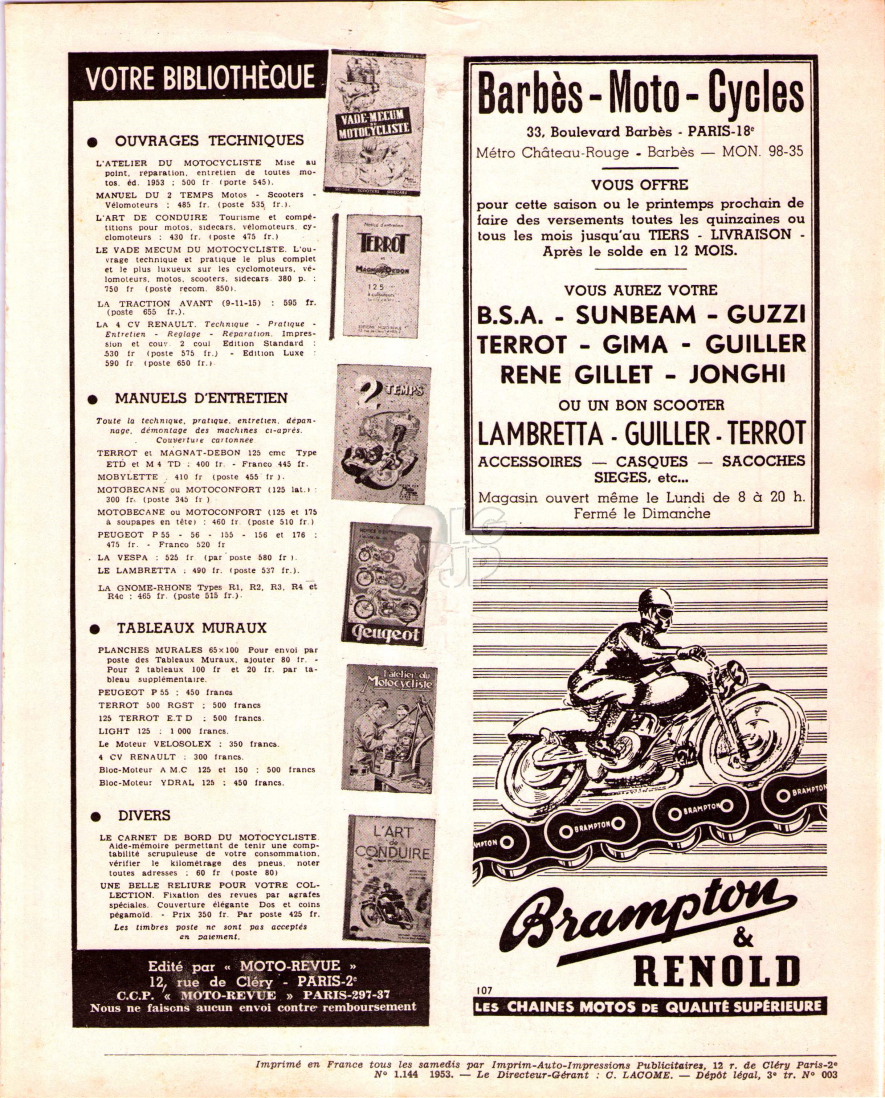 VOTRE BIBLIOTHÈQUE
● OUVRAGES TECHNIQUES
L'ATELIER DU MOTOCYCLISTE Mise au
point, réparation, entretien de toutes mo-
tos, éd. 1953 ; 500 fr. (porte 545).
MANUEL DU 2 TEMPS Motos - Scooters -
Vélomoteurs : 485 fr. (poste 535 fr.).
L'ART DE CONDUIRE Tourisme et compé-
titions pour motos, sidecars, vélomoteurs, cy-
clomoteurs : 430 fr. (poste 475 fr.)
LE VADE MECUM DU MOTOCYCLISTE. L'ou-
vrage technique et pratique le plus complet
et le plus luxueux sur les cyclomoteurs, vé-
lomoteurs, motos, scooters, sidecars 380 p. :
750 fr (poste recom. 850).
LA TRACTION AVANT (9-11-15) : 595 fr.
(poste 655 fr.).
LA 4 CV RENAULT. Technique - Pratique -
Entretien - Reglage - Reparation. Impres-
sion et couv. 2 coul Edition Standard :
530 fr (poste 575 fr.) - Edition Luxe :
590 fr (poste 650 fr.)
● MANUELS D'ENTRETIEN
Toute la technique, pratique, entretien, dépan-
nage, démontage des machines ci-après.
Couverture cartonnée
TERROT et MAGNAT-DEBON 125 cmc Type
ETD et M 4 TD : 400 fr. - Franco 445 fr.
MOBYLETTE : 410 fr (poste 455 fr).
MOTOBECANE ou MOTOCONFORT (125 lat.) :
300 fr. (poste 345 fr)
MOTOBECANE ou MOTOCONFORT (125 et 175
à soupapes en tête) : 460 fr. (poste 510 fr)
PEUGEOT P 55 - 56 - 155 - 156 et 176 ;
475 fr. - Franco 520 fr
LA VESPA : 525 fr (par poste 580 fr).
LE LAMBRETTA : 490 fr. (poste 537 fr.).
LA GNOME-RHONE Types R1, R2, R3, R4 et
R4c : 465 fr. (poste 515 fr.).
● TABLEAUX MURAUX
PLANCHES MURALES 65×100 Pour envoi par
poste des Tableaux Muraux, ajouter 80 fr. -
Pour 2 tableaux 100 fr et 20 fr. par ta-
bleau supplémentaire.
PEUGEOT P 55 ; 450 francs
TERROT 500 RGST ; 500 francs
125 TERROT E.T.D ; 500 francs.
LIGHT 125 : 1 000 francs.
Le Moteur VELOSOLEX : 350 francs.
4 CV RENAULT : 300 francs.
Bloc-Moteur A M.C 125 et 150 ; 500 francs
Bloc-Moteur YDRAL 125 ; 450 francs.
● DIVERS
LE CARNET DE BORD DU MOTOCYCLISTE.
Aide-mémoire permettant de tenir une comp-
tabilité scrupuleuse de votre consommation,
vérifier le kilométrage des pneus, noter
toutes adresses : 60 fr (poste 80)
UNE BELLE RELIURE POUR VOTRE COL-
LECTION. Fixation des revues par agrafes
spéciales. Couverture élégante Dos et coins
pégamoïd. - Prix 350 fr. Par poste 425 fr.
Les timbres poste ne sont pas acceptés
en paiement.
Edité par « MOTO-REVUE »
12, rue de Cléry - PARIS-2e
C.C.P. « MOTO-REVUE » PARIS-297-37
Nous ne faisons aucun envoi contre remboursement
VADE-MECUM
DU
MOTOCYCLISTE
Notice d'entretien
TERROT
et
MAGNAT-DEBON
125
2 TEMPS
Peugeot
L'atelier du
Motocycliste
L'ART
DE
CONDUIRE
LG
JP
Barbès - Moto - Cycles
33, Boulevard Barbès - PARIS-18e
Métro Château-Rouge - Barbès — MON. 98-35
VOUS OFFRE
pour cette saison ou le printemps prochain de
faire des versements toutes les quinzaines ou
tous les mois jusqu'au TIERS - LIVRAISON -
Après le solde en 12 MOIS.
VOUS AUREZ VOTRE
B.S.A. - SUNBEAM - GUZZI
TERROT - GIMA - GUILLER
RENE GILLET - JONGHI
OU UN BON SCOOTER
LAMBRETTA - GUILLER - TERROT
ACCESSOIRES — CASQUES — SACOCHES
SIEGES, etc...
Magasin ouvert même le Lundi de 8 à 20 h.
Fermé le Dimanche
BRAMPTON
BRAMPTON
BRAMPTON
AMPTON
Brampton
&
RENOLD
107
LES CHAINES MOTOS DE QUALITÉ SUPÉRIEURE
Imprimé en France tous les samedis par Imprim-Auto-Impressions Publicitaires, 12 r. de Cléry Paris-2e
N° 1.144 1953. — Le Directeur-Gérant : C. LACOME. — Dépôt légal, 3e tr. N° 003